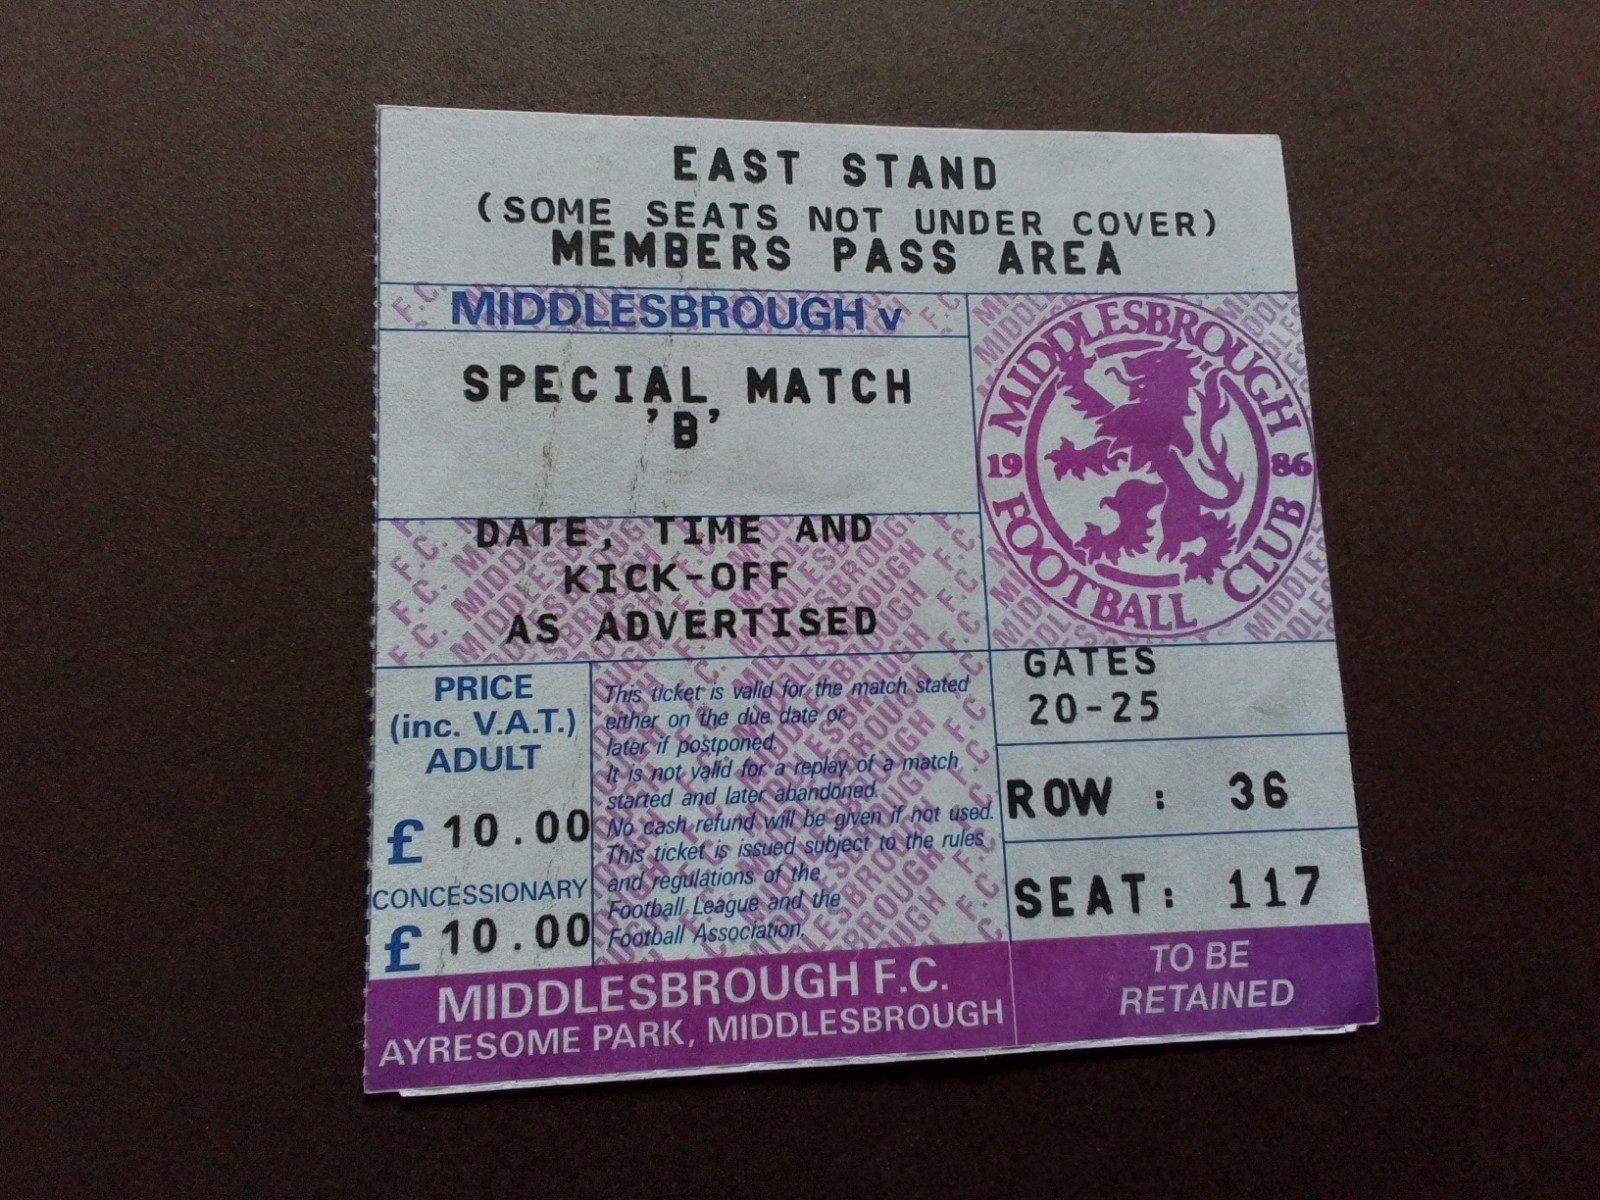 EAST STAND
(SOME SEATS NOT UNDER COVER)
MEMBERS PASS AREA
MIDDLESBROUGH v
SPECIAL MATCH
'B'
DATE, TIME AND
KICK-OFF
AS ADVERTISED
MIDDLESBROUGH
19 86
FOOTBALL CLUB
PRICE
(inc. V.A.T.)
ADULT
£ 10.00
CONCESSIONARY
£ 10.00
This ticket is valid for the match stated
either on the due date or
later if postponed.
It is not valid for a replay of a match
started and later abandoned.
No cash refund will be given if not used.
This ticket is issued subject to the rules
and regulations of the
Football League and the
Football Association.
GATES
20-25
ROW : 36
SEAT: 117
MIDDLESBROUGH F.C.
AYRESOME PARK, MIDDLESBROUGH
TO BE
RETAINED